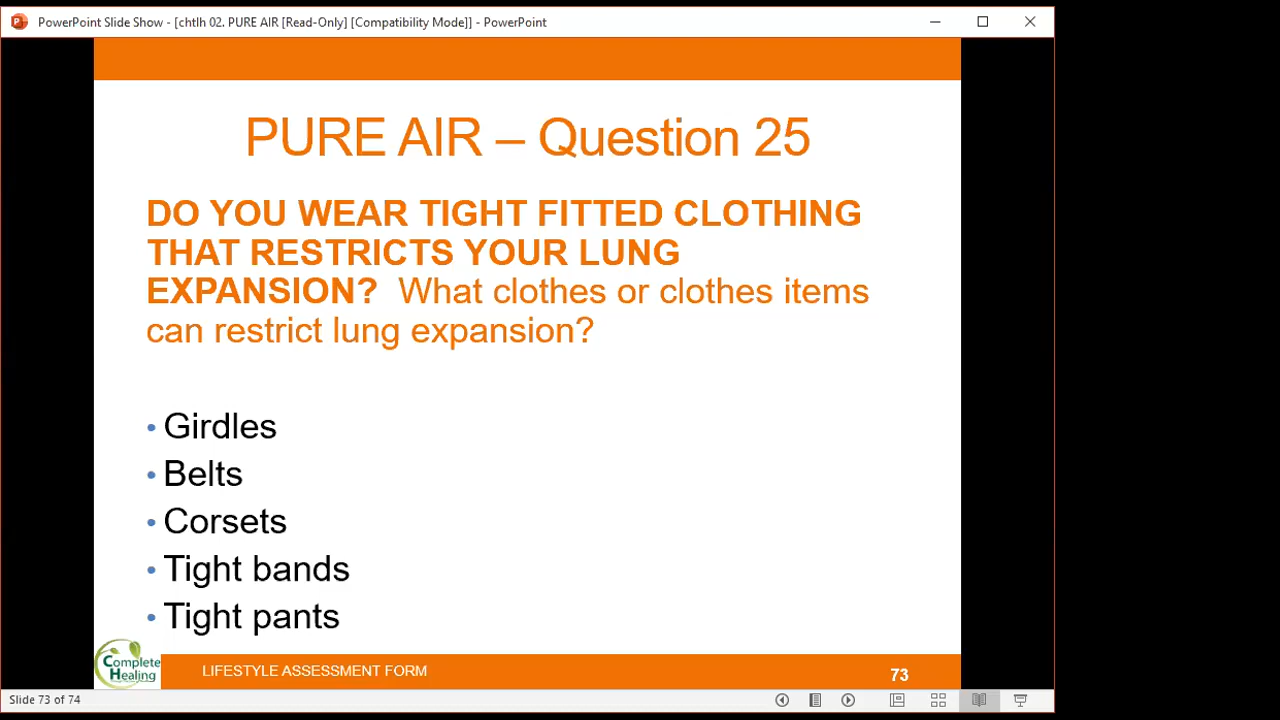 PowerPoint Slide Show - [chtlh 02. PURE AIR [Read-Only] [Compatibility Mode]] - PowerPoint
PURE AIR – Question 25
DO YOU WEAR TIGHT FITTED CLOTHING
THAT RESTRICTS YOUR LUNG
EXPANSION? What clothes or clothes items
can restrict lung expansion?
• Girdles
• Belts
• Corsets
• Tight bands
• Tight pants
Complete
Healing
LIFESTYLE ASSESSMENT FORM
73
Slide 73 of 74